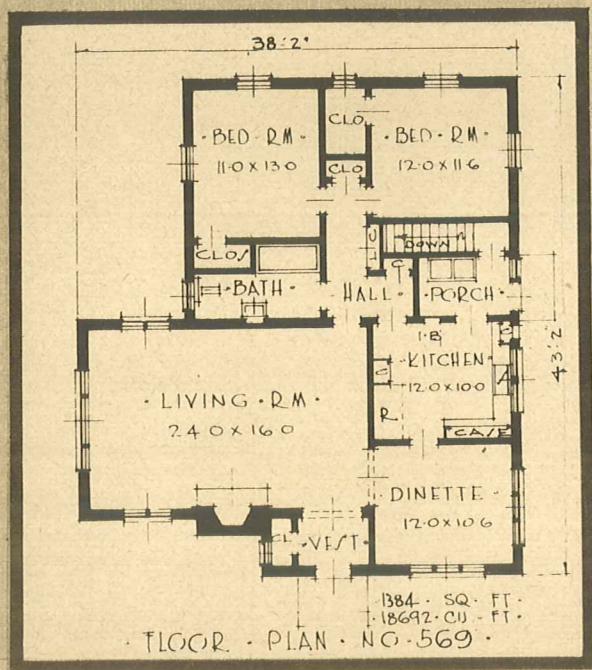 38'-2"
CLO
· BED · RM ·
11·0 X 13·0
· BED · RM ·
12·0 X 11·6
CLO
CLOS
DOWN
C
· BATH ·
HALL
· PORCH ·
43'-2"
· LIVING · RM ·
24·0 X 16·0
I·B
· KITCHEN ·
12·0 X 10·0
R
CASE
· DINETTE ·
12·0 X 10·6
CL
· VEST ·
· 1384 · SQ · FT ·
· 18692 · CU · FT ·
· FLOOR · PLAN · NO · 569 ·